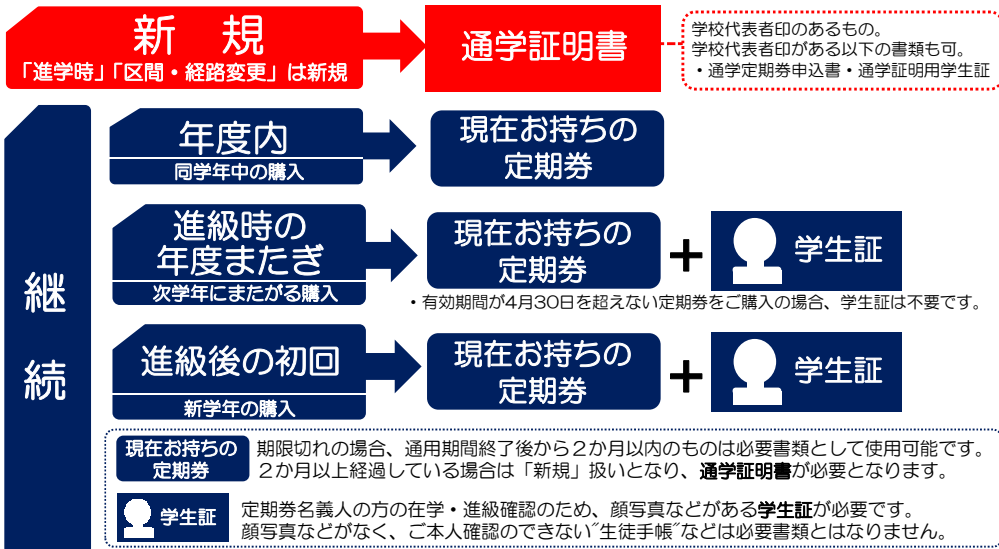 新 規
「進学時」「区間・経路変更」は新規
通学証明書
学校代表者印のあるもの。
学校代表者印がある以下の書類も可。
・通学定期券申込書・通学証明用学生証
継続
年度内
同学年中の購入
現在お持ちの
定期券
進級時の
年度またぎ
次学年にまたがる購入
現在お持ちの
定期券
+
学生証
・有効期間が4月30日を超えない定期券をご購入の場合、学生証は不要です。
進級後の初回
新学年の購入
現在お持ちの
定期券
+
学生証
現在お持ちの
定期券
期限切れの場合、通用期間終了後から2か月以内のものは必要書類として使用可能です。
2か月以上経過している場合は「新規」扱いとなり、通学証明書が必要となります。
学生証
定期券名義人の方の在学・進級確認のため、顔写真などがある学生証が必要です。
顔写真などがなく、ご本人確認のできない″生徒手帳″などは必要書類とはなりません。